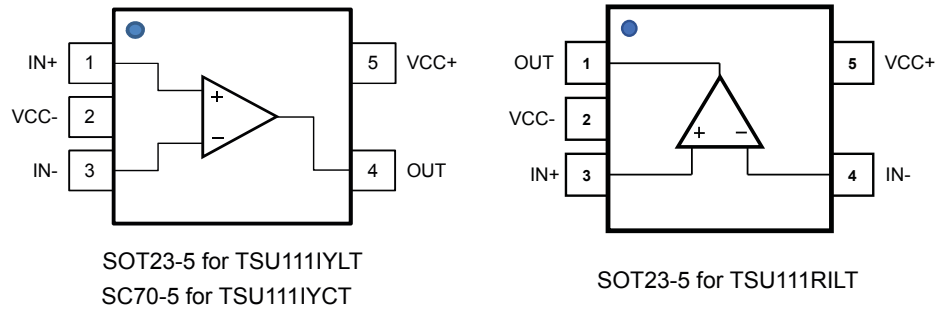 IN+ 1
VCC- 2
IN- 3
5 VCC+
4 OUT
+
−
SOT23-5 for TSU111IYLT
SC70-5 for TSU111IYCT
OUT 1
VCC- 2
IN+ 3
5 VCC+
4 IN-
+ −
SOT23-5 for TSU111RILT